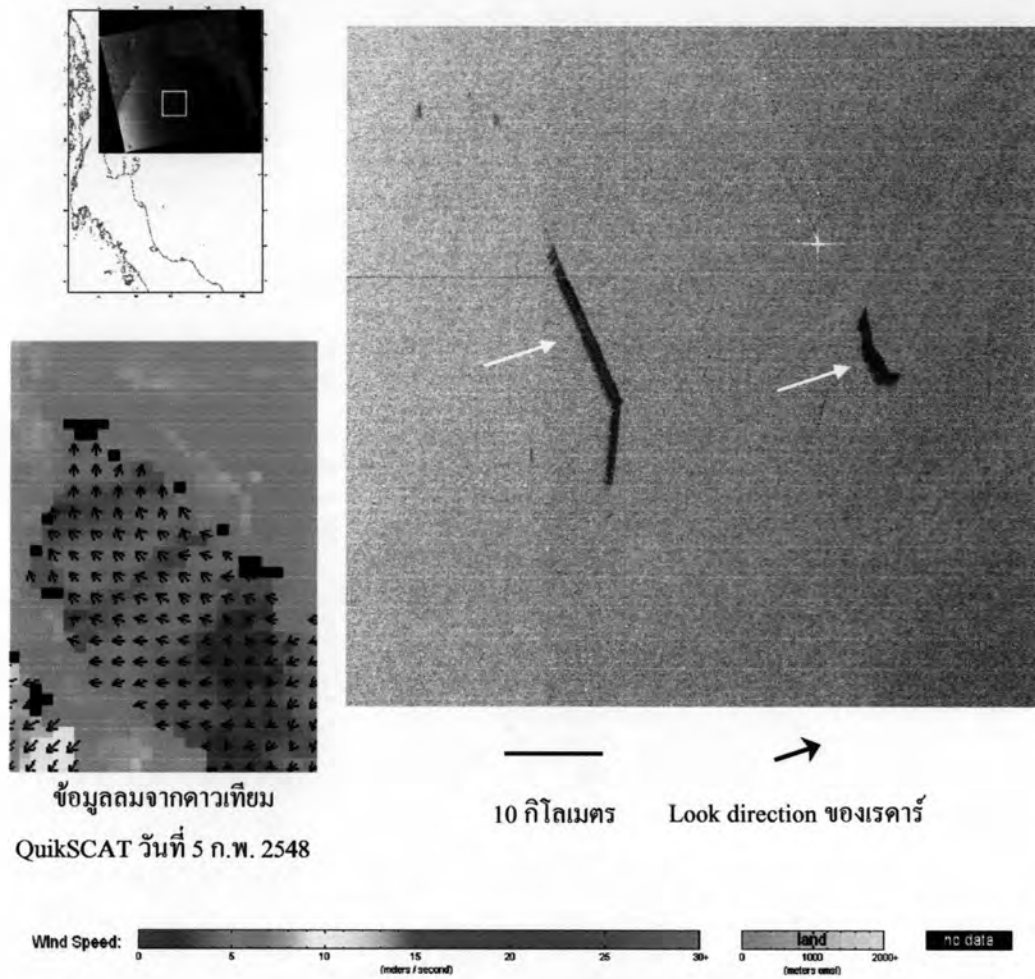 ข้อมูลลมจากดาวเทียม
QuikSCAT วันที่ 5 ก.พ. 2548
10 กิโลเมตร
Look direction ของเรดาร์
Wind Speed:
0 5 10 15 20 25 30+
(meters / second)
land
0 1000 2000+
(meters amsl)
no data